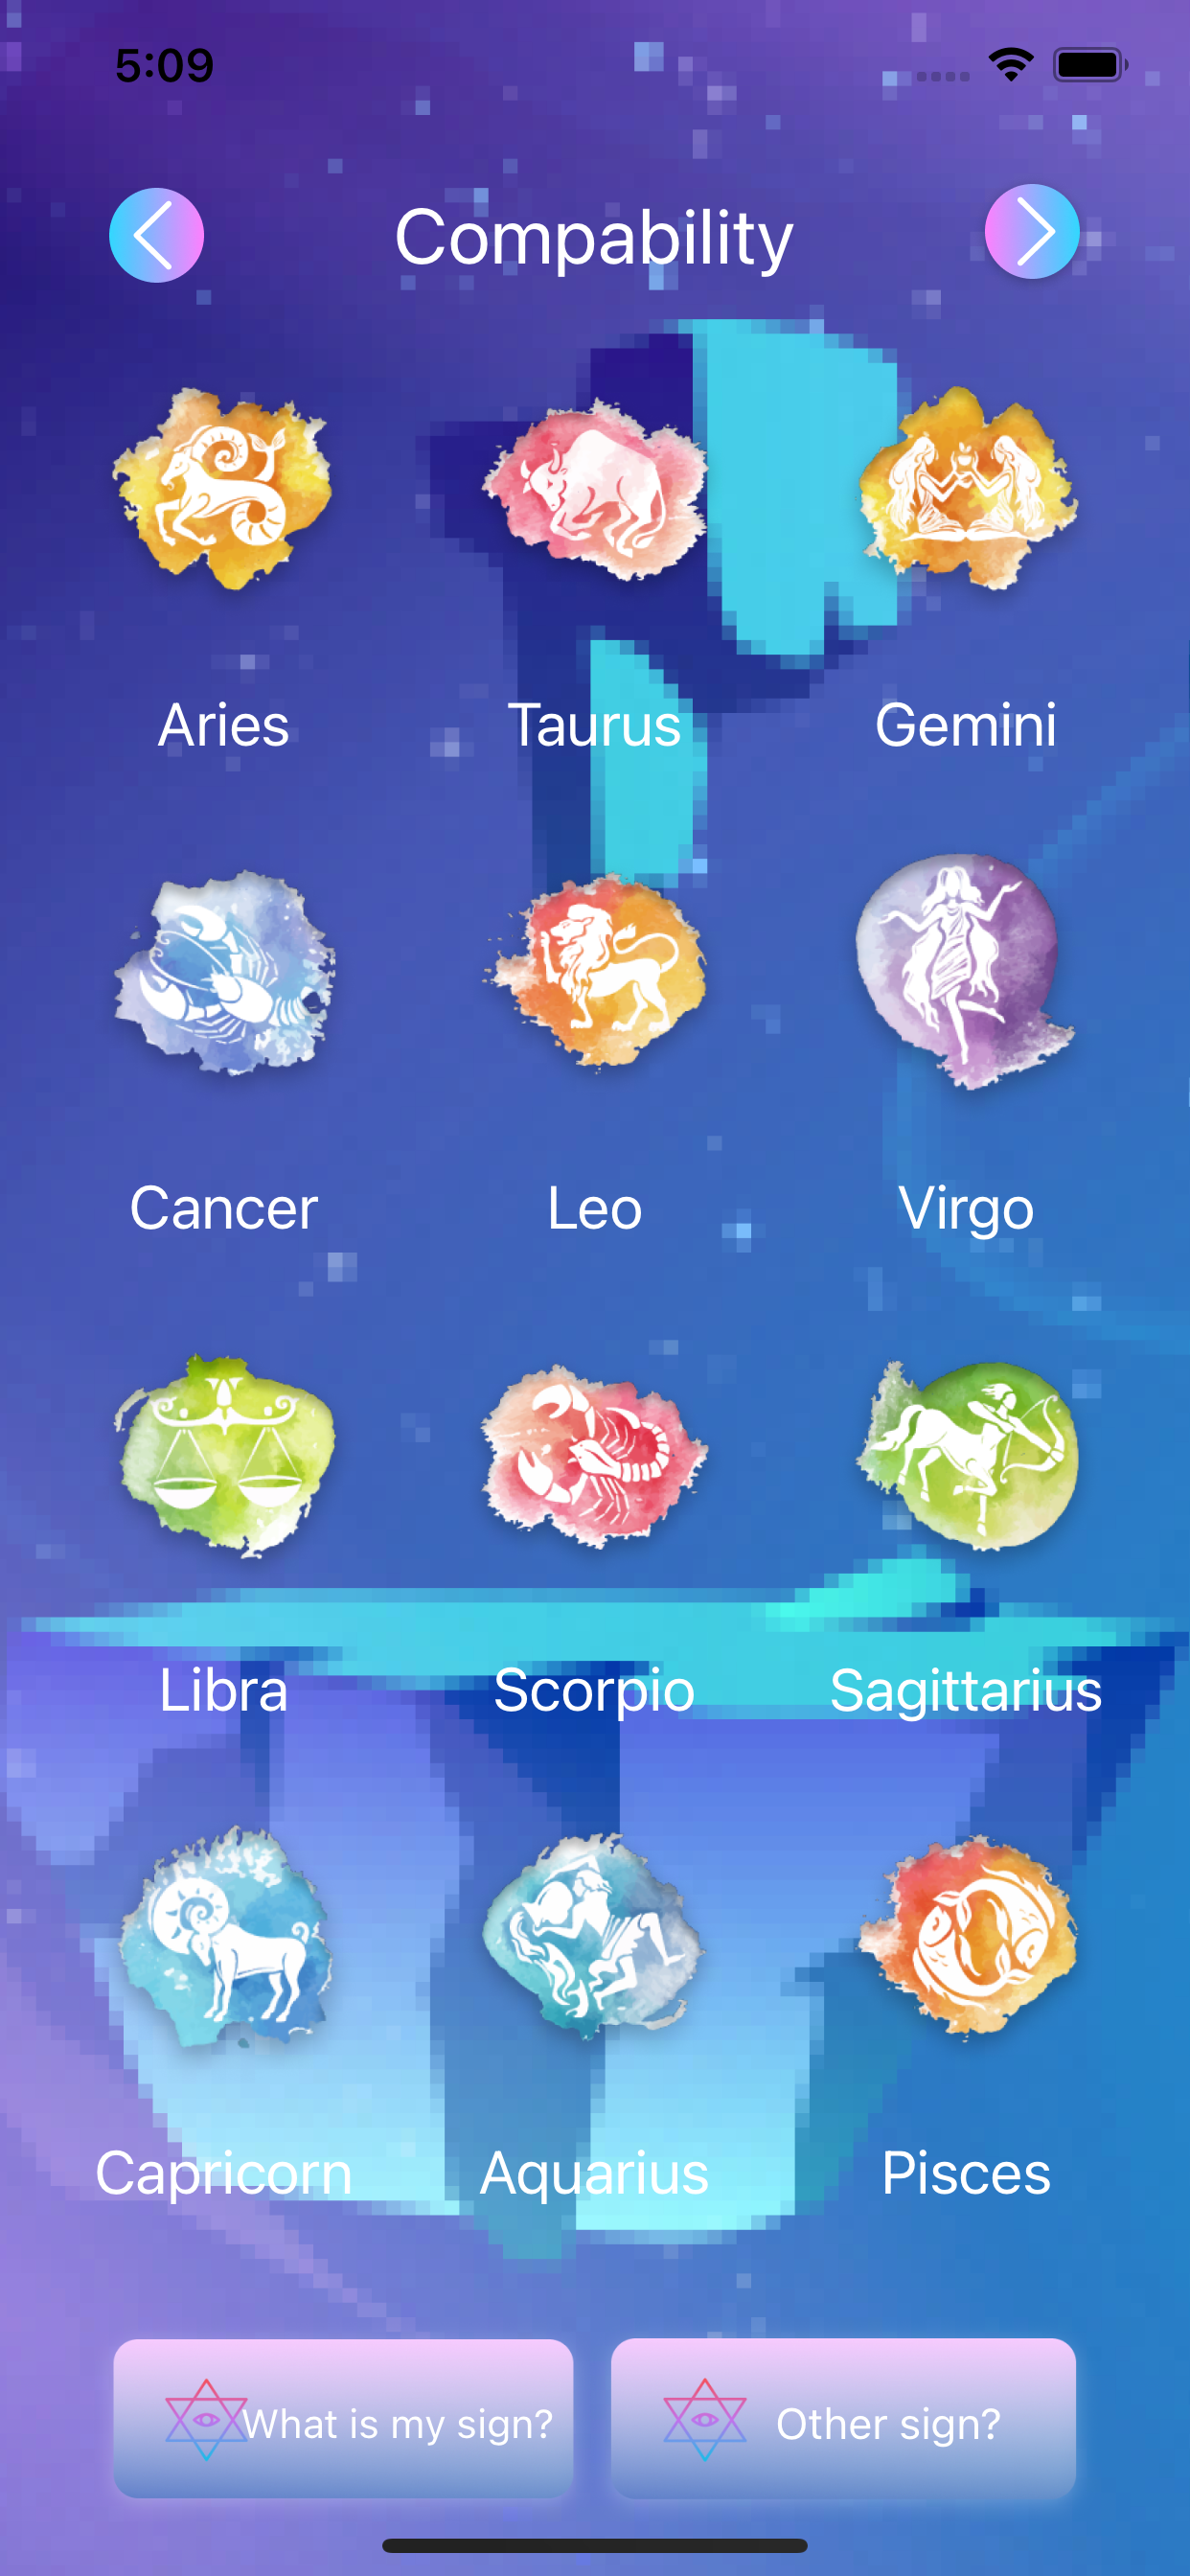 5:09
Compability
Aries
Taurus
Gemini
Cancer
Leo
Virgo
Libra
Scorpio
Sagittarius
Capricorn
Aquarius
Pisces
What is my sign?
Other sign?